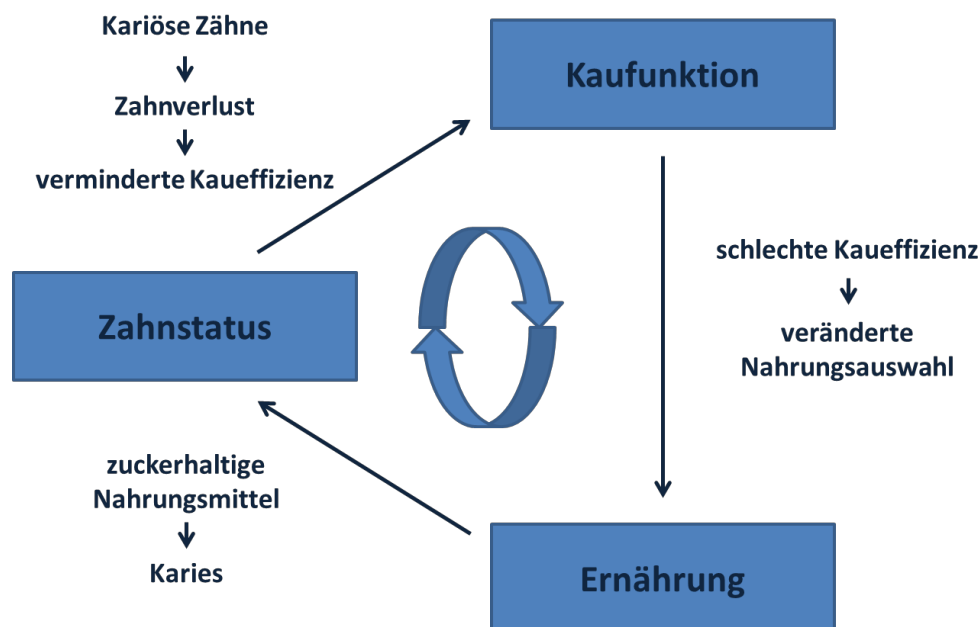 Kariöse Zähne
Zahnverlust
verminderte Kaueffizienz
Kaufunktion
schlechte Kaueffizienz
veränderte
Nahrungsauswahl
Zahnstatus
zuckerhaltige
Nahrungsmittel
Karies
Ernährung